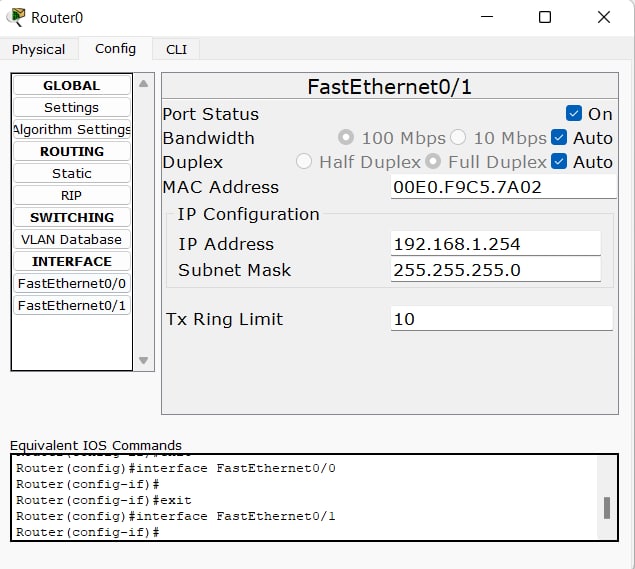 Router0
Physical Config CLI
GLOBAL
Settings
Algorithm Settings
ROUTING
Static
RIP
SWITCHING
VLAN Database
INTERFACE
FastEthernet0/0
FastEthernet0/1
FastEthernet0/1
Port Status On
Bandwidth 100 Mbps 10 Mbps Auto
Duplex Half Duplex Full Duplex Auto
MAC Address 00E0.F9C5.7A02
IP Configuration
IP Address 192.168.1.254
Subnet Mask 255.255.255.0
Tx Ring Limit 10
Equivalent IOS Commands
Router(config)#interface FastEthernet0/0
Router(config-if)#
Router(config-if)#exit
Router(config)#interface FastEthernet0/1
Router(config-if)#